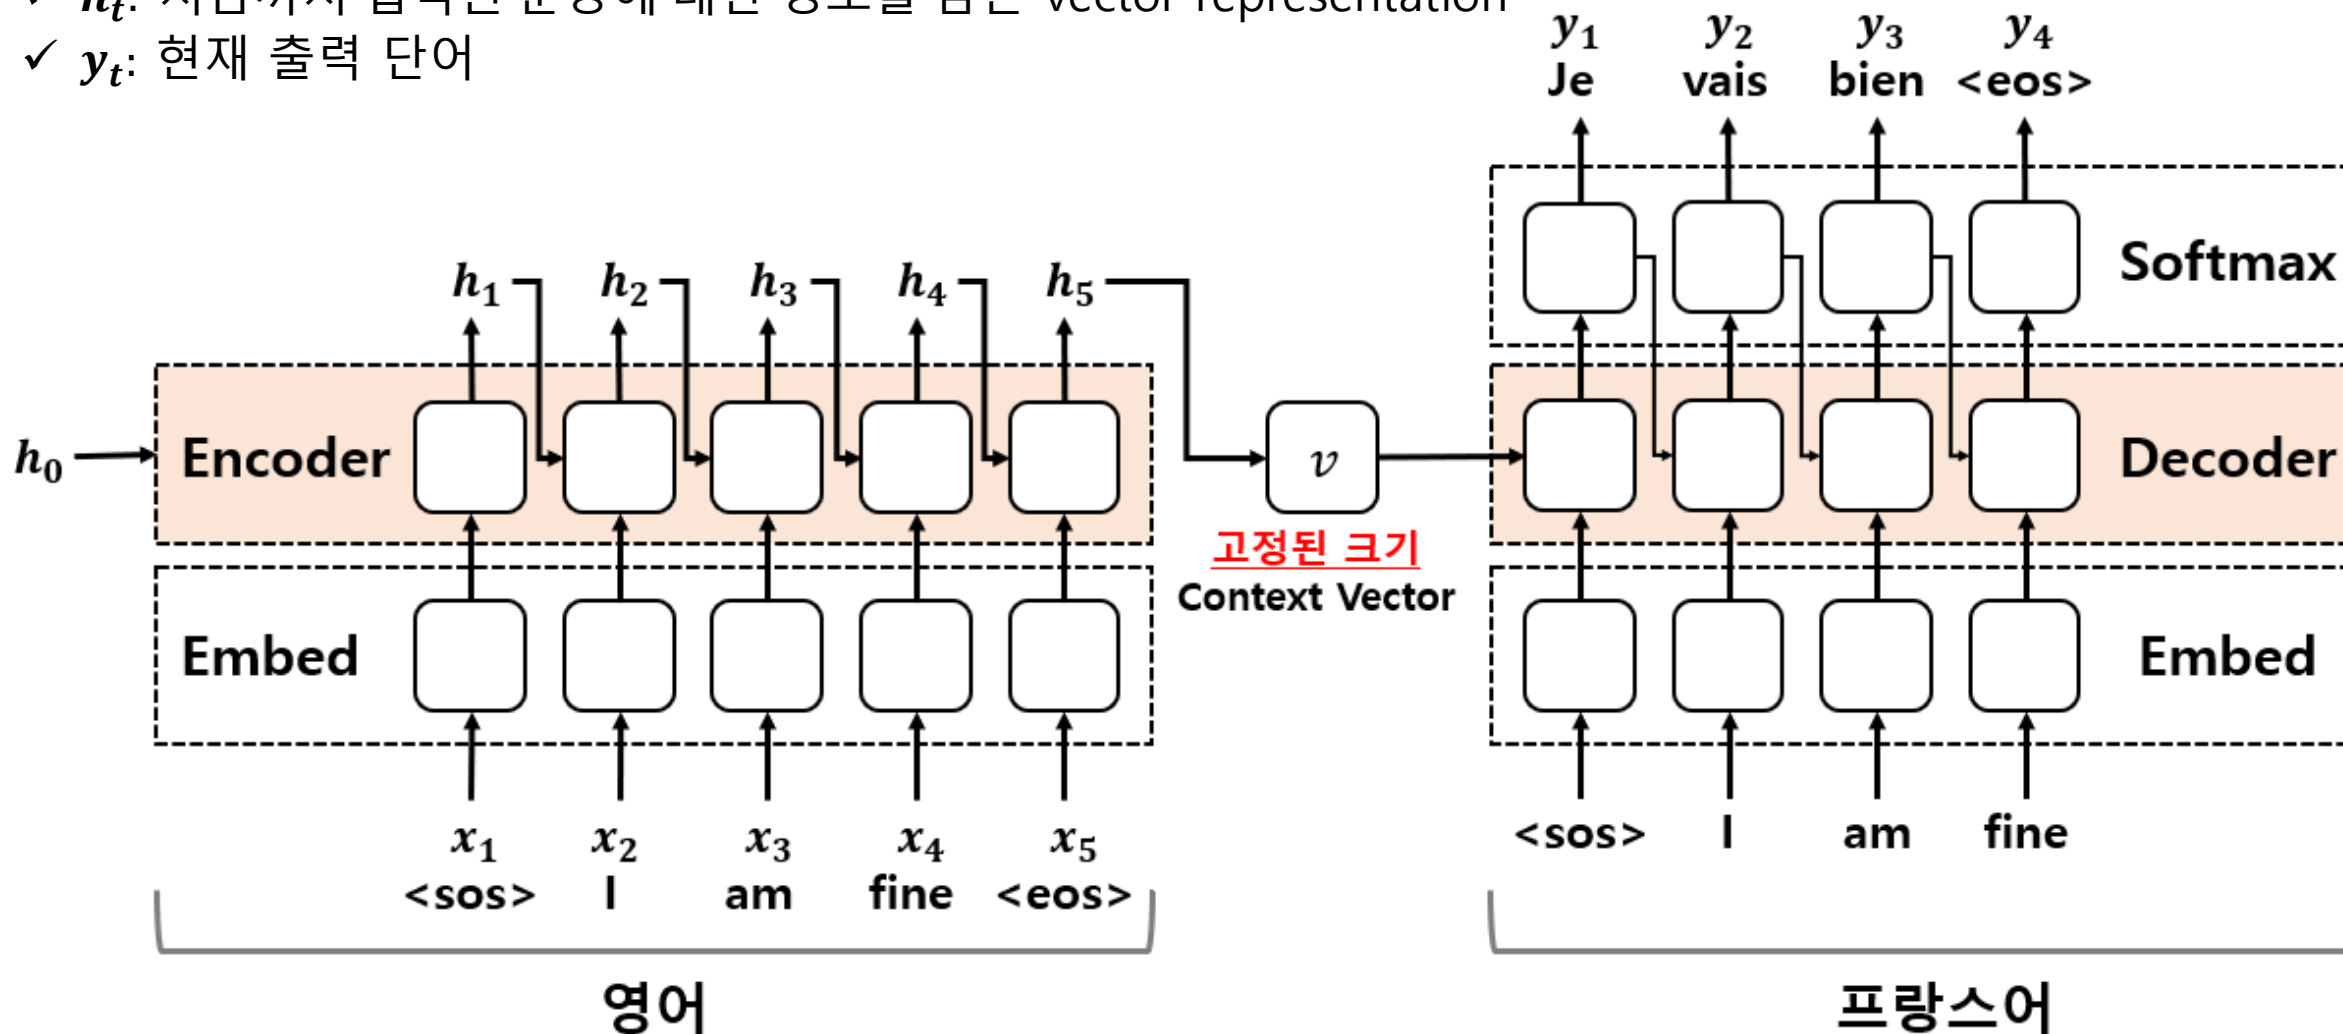 ✓ yₜ: 현재 출력 단어
vector representation
y₁ y₂ y₃ y₄
Je vais bien <eos>
Softmax
h₁ h₂ h₃ h₄ h₅
h₀
Encoder
v
Decoder
고정된 크기
Context Vector
Embed
Embed
x₁ x₂ x₃ x₄ x₅
<sos> I am fine <eos>
<sos> I am fine
영어
프랑스어